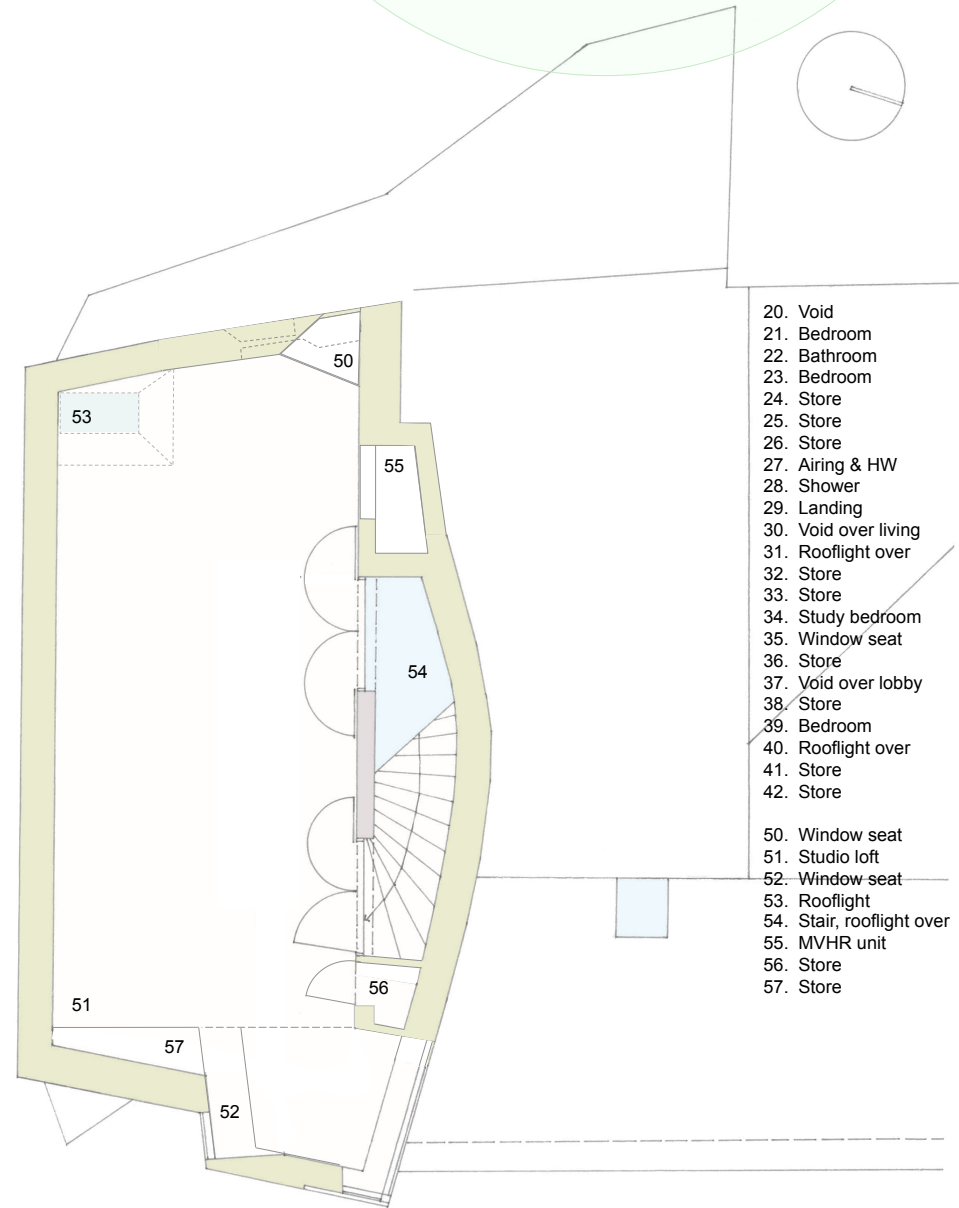 50
53
55
54
51
56
57
52
20. Void
21. Bedroom
22. Bathroom
23. Bedroom
24. Store
25. Store
26. Store
27. Airing & HW
28. Shower
29. Landing
30. Void over living
31. Rooflight over
32. Store
33. Store
34. Study bedroom
35. Window seat
36. Store
37. Void over lobby
38. Store
39. Bedroom
40. Rooflight over
41. Store
42. Store
50. Window seat
51. Studio loft
52. Window seat
53. Rooflight
54. Stair, rooflight over
55. MVHR unit
56. Store
57. Store